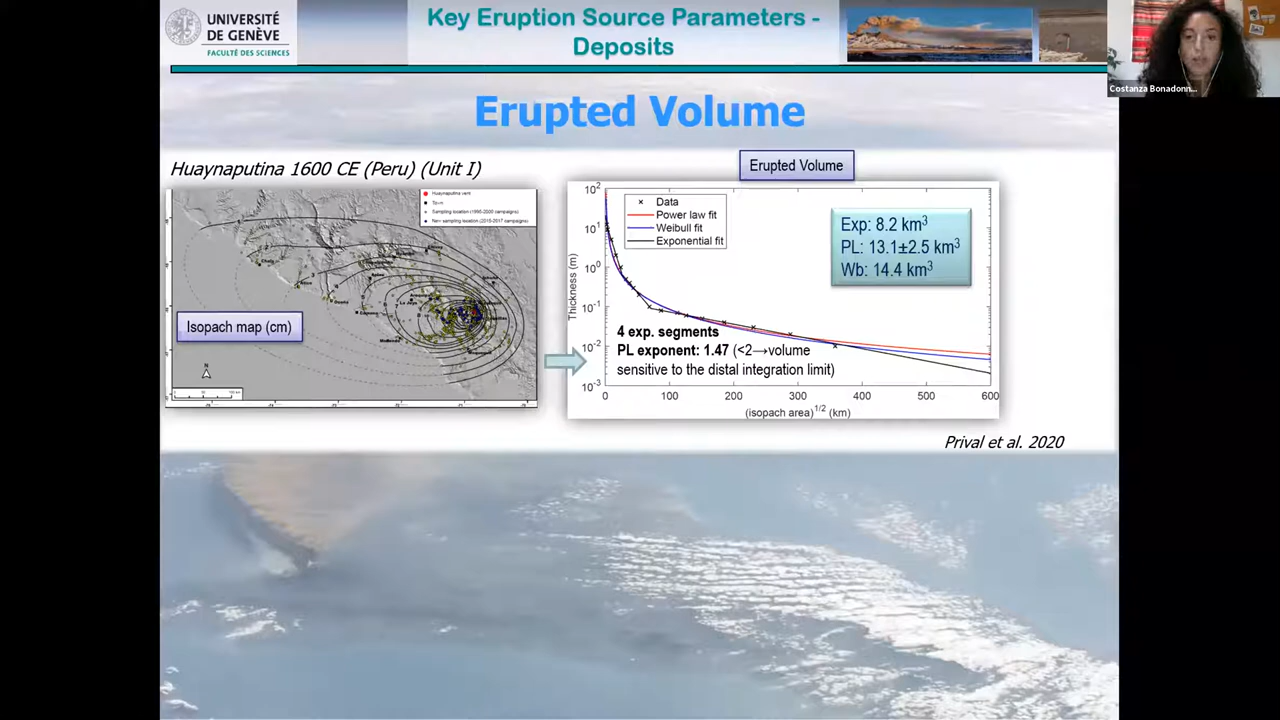 UNIVERSITÉ
DE GENÈVE
FACULTÉ DES SCIENCES
Key Eruption Source Parameters -
Deposits
Costanza Bonadonn...
Erupted Volume
Huaynaputina 1600 CE (Peru) (Unit I)
Erupted Volume
Huaynaputina vent
Town
Isopach map (cm)
N
Thickness (m)
10²
10¹
10⁰
10⁻¹
10⁻²
10⁻³
Data
Power law fit
Weibull fit
Exponential fit
Exp: 8.2 km³
PL: 13.1±2.5 km³
Wb: 14.4 km³
4 exp. segments
PL exponent: 1.47 (<2→volume
sensitive to the distal integration limit)
0 100 200 300 400 500 600
(isopach area)^1/2 (km)
Prival et al. 2020